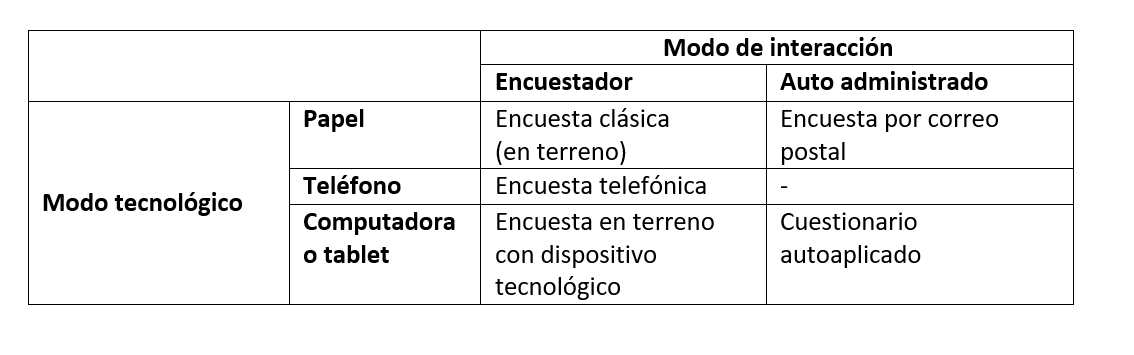 Modo de interacción
Encuestador Auto administrado
Modo tecnológico
Papel
Encuesta clásica
(en terreno)
Encuesta por correo
postal
Teléfono
Encuesta telefónica
-
Computadora
o tablet
Encuesta en terreno
con dispositivo
tecnológico
Cuestionario
autoaplicado